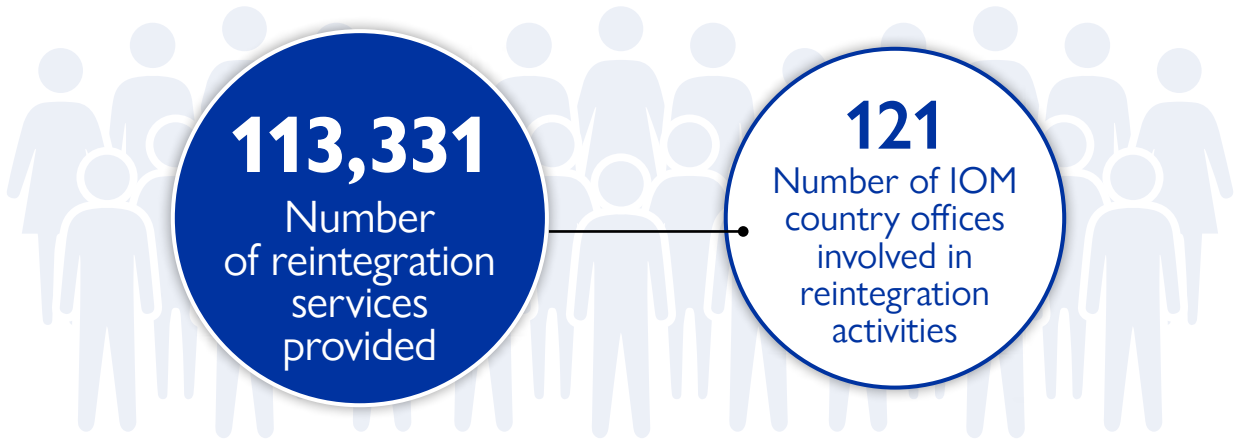 113,331
Number
of reintegration
services
provided
121
Number of IOM
country offices
involved in
reintegration
activities